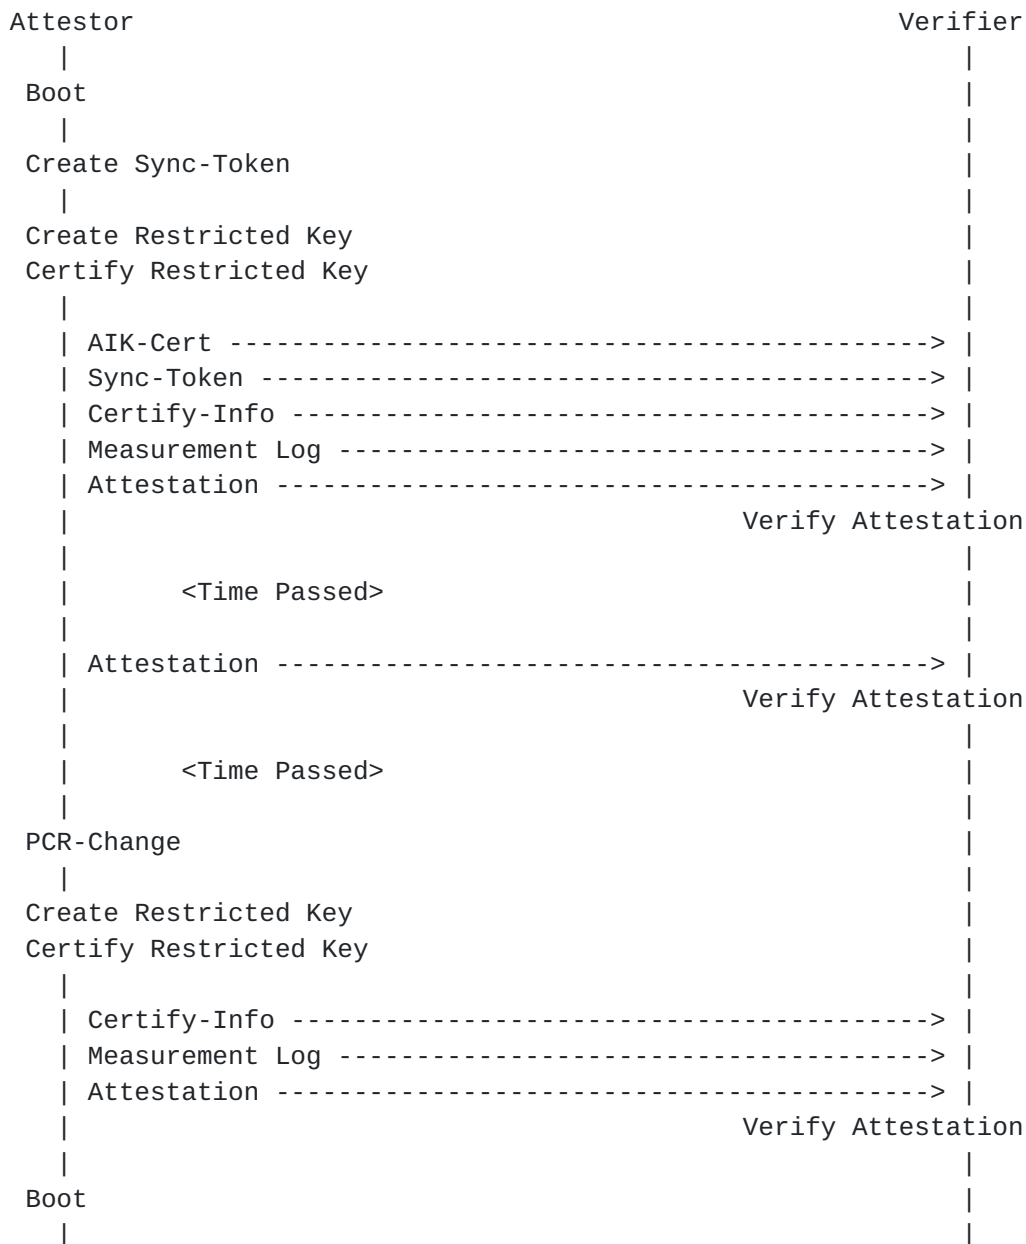 Attestor                                                 Verifier
   |                                                         |
 Boot                                                        |
   |                                                         |
 Create Sync-Token                                           |
   |                                                         |
 Create Restricted Key                                       |
 Certify Restricted Key                                      |
   |                                                         |
   | AIK-Cert ---------------------------------------------> |
   | Sync-Token -------------------------------------------> |
   | Certify-Info -----------------------------------------> |
   | Measurement Log --------------------------------------> |
   | Attestation ------------------------------------------> |
   |                                           Verify Attestation
   |                                                         |
   |       <Time Passed>                                     |
   |                                                         |
   | Attestation ------------------------------------------> |
   |                                           Verify Attestation
   |                                                         |
   |       <Time Passed>                                     |
   |                                                         |
 PCR-Change                                                  |
   |                                                         |
 Create Restricted Key                                       |
 Certify Restricted Key                                      |
   |                                                         |
   | Certify-Info -----------------------------------------> |
   | Measurement Log --------------------------------------> |
   | Attestation ------------------------------------------> |
   |                                           Verify Attestation
   |                                                         |
 Boot                                                        |
   |                                                         |